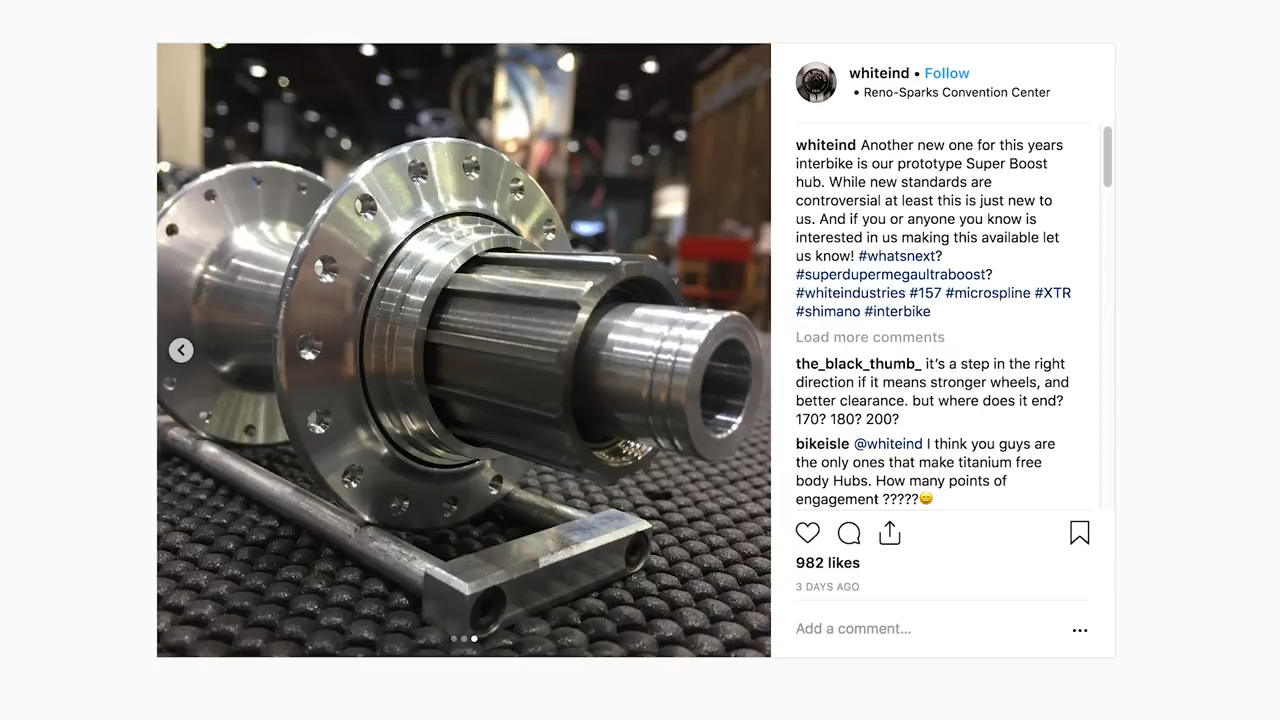 whiteind • Follow
• Reno-Sparks Convention Center
whiteind Another new one for this years
interbike is our prototype Super Boost
hub. While new standards are
controversial at least this is just new to
us. And if you or anyone you know is
interested in us making this available let
us know! #whatsnext?
#superdupermegaultraboost?
#whiteindustries #157 #microspline #XTR
#shimano #interbike
Load more comments
the_black_thumb_ it’s a step in the right
direction if it means stronger wheels, and
better clearance. but where does it end?
170? 180? 200?
bikeisle @whiteind I think you guys are
the only ones that make titanium free
body Hubs. How many points of
engagement ?????😄
982 likes
3 DAYS AGO
Add a comment...